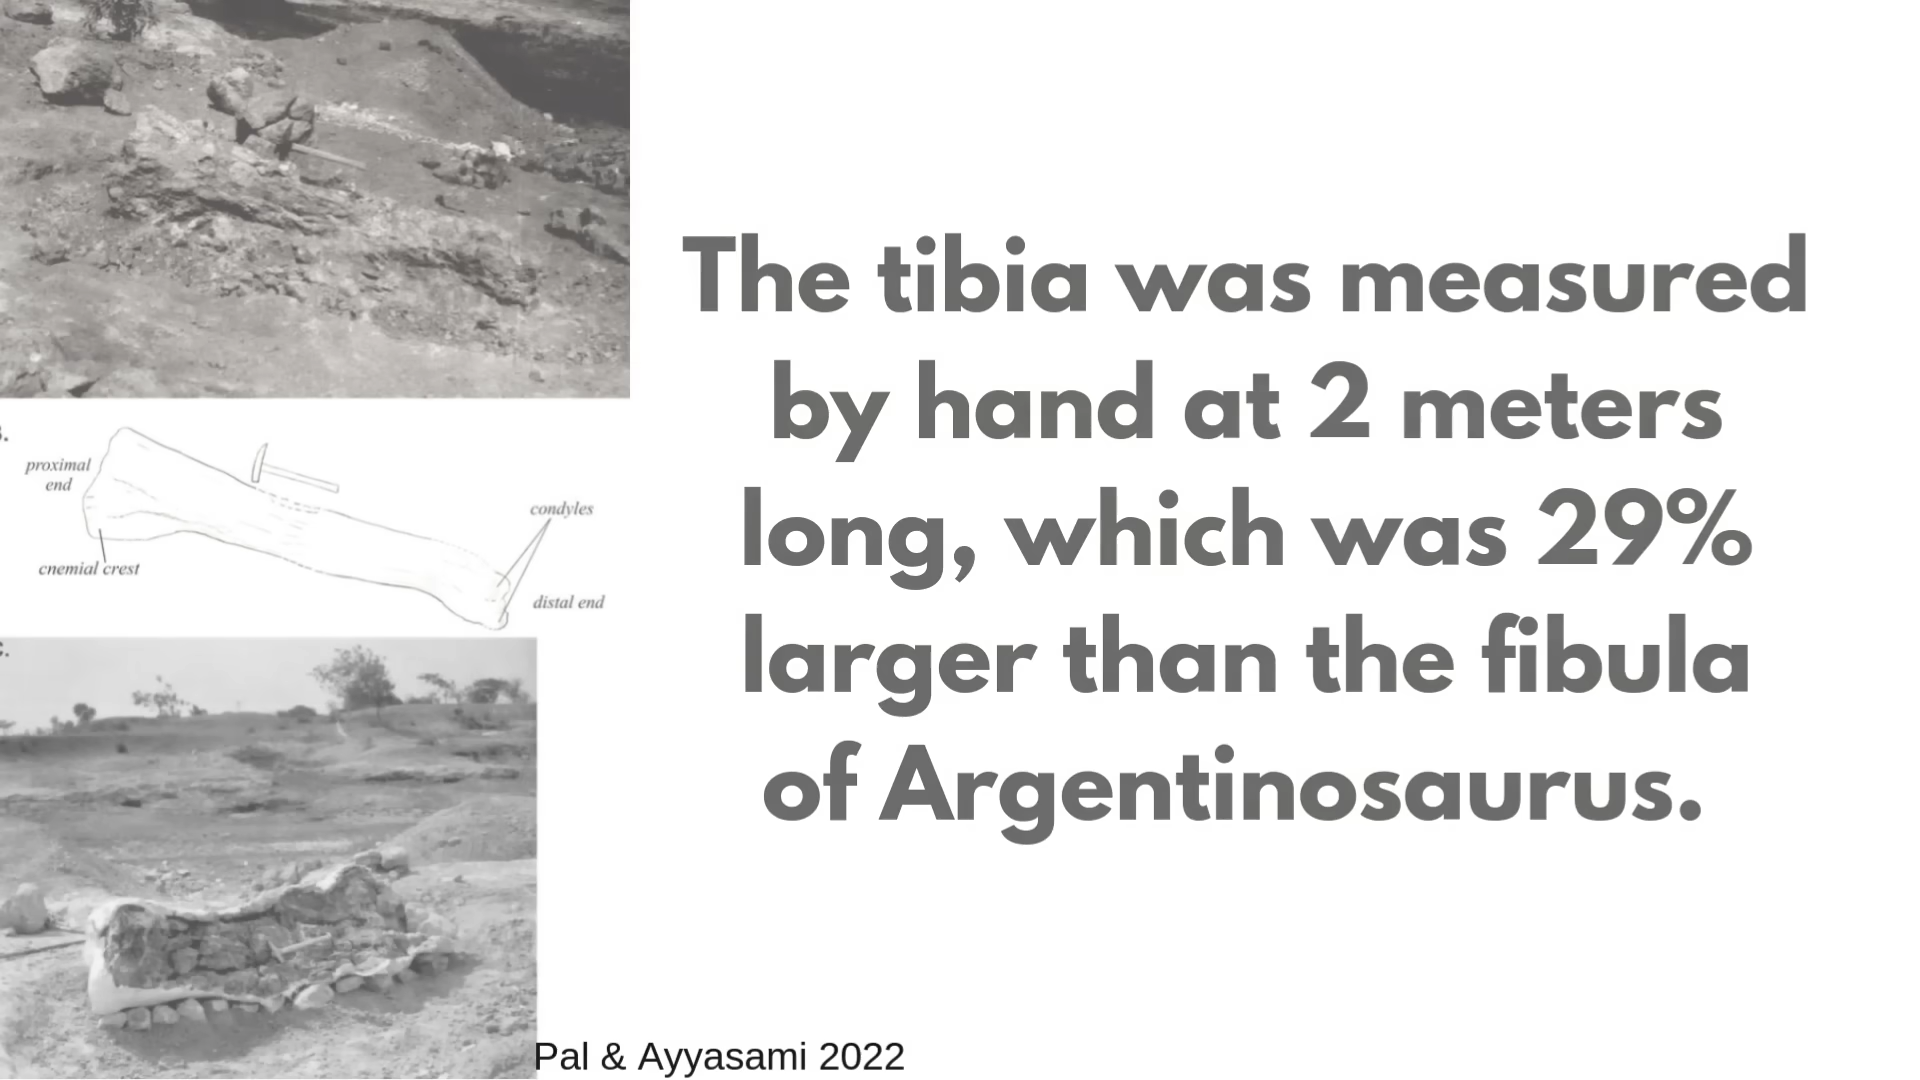 The tibia was measured
by hand at 2 meters
long, which was 29%
larger than the fibula
of Argentinosaurus.
proximal
end
cnemial crest
condyles
distal end
Pal & Ayyasami 2022